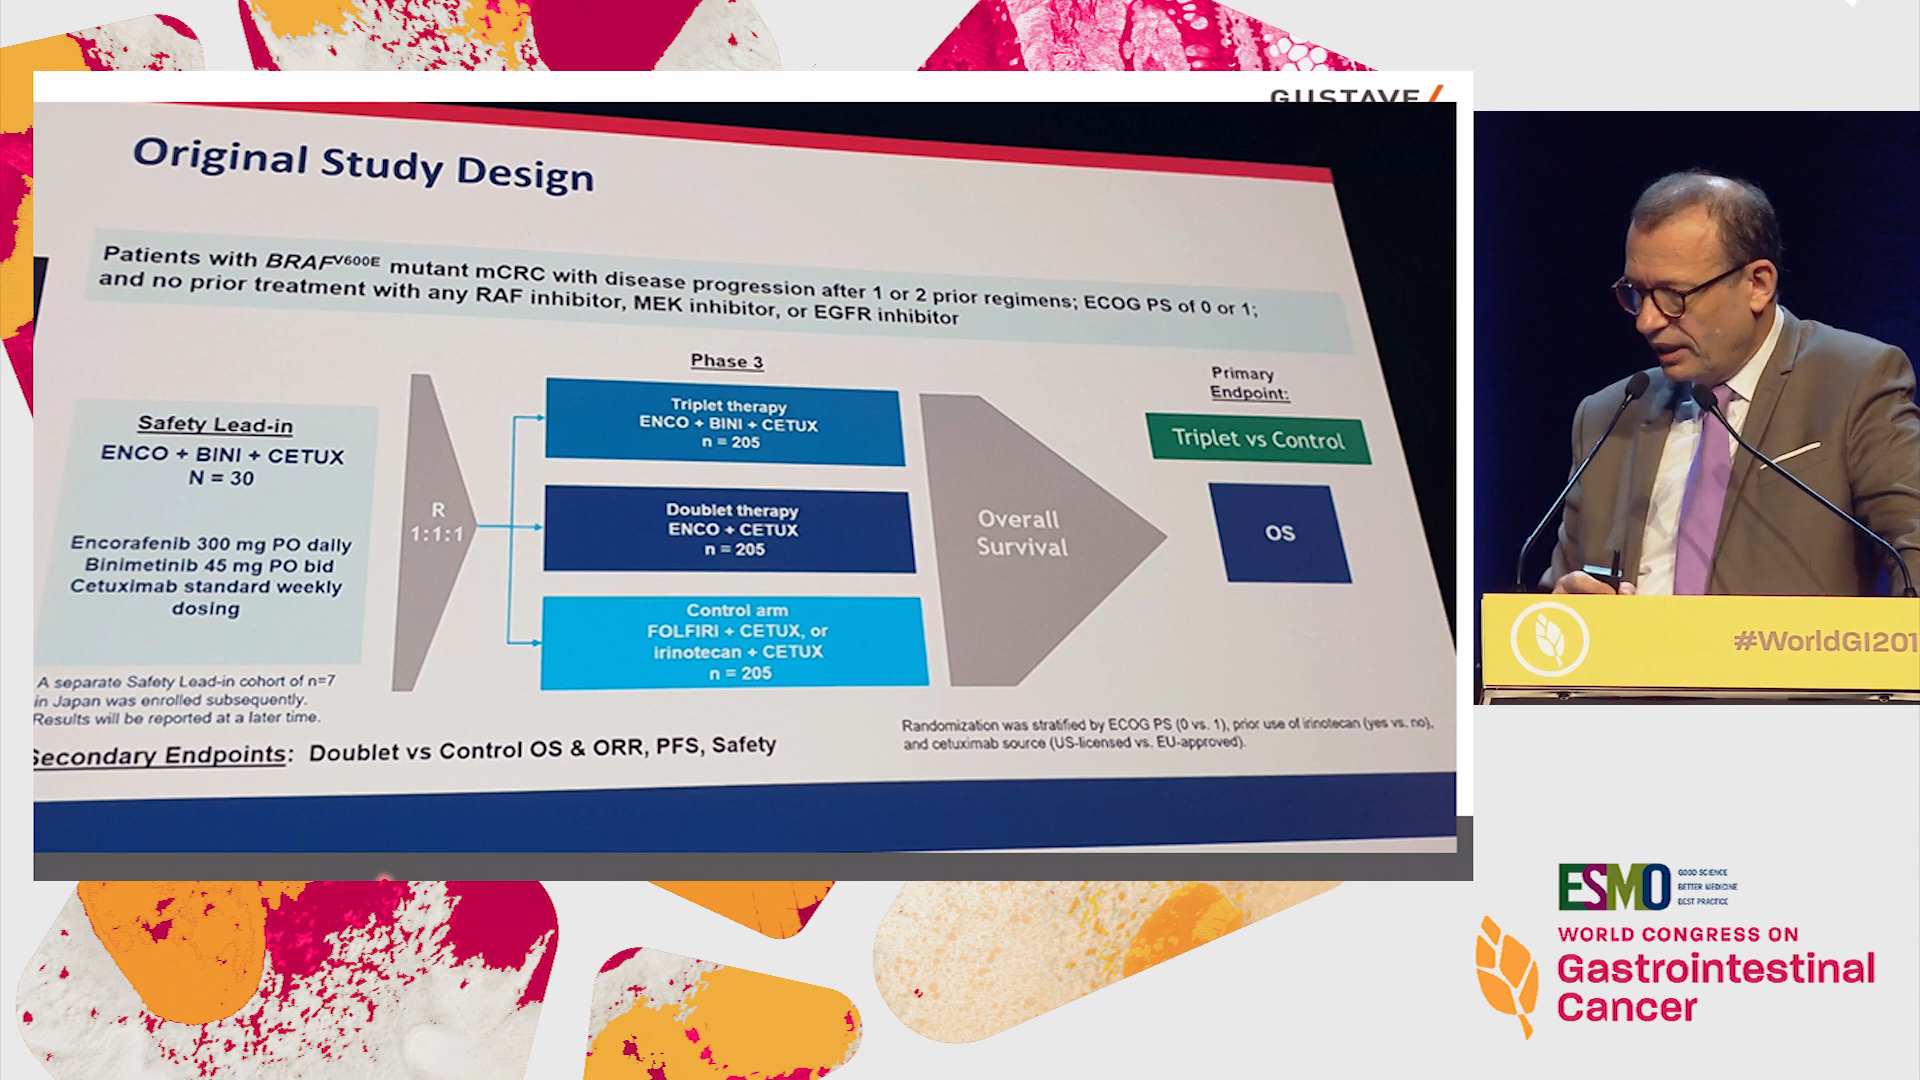 GUSTAVE/
Original Study Design
Patients with BRAFV600E mutant mCRC with disease progression after 1 or 2 prior regimens; ECOG PS of 0 or 1;
and no prior treatment with any RAF inhibitor, MEK inhibitor, or EGFR inhibitor
Safety Lead-in
ENCO + BINI + CETUX
N = 30
Encorafenib 300 mg PO daily
Binimetinib 45 mg PO bid
Cetuximab standard weekly
dosing
A separate Safety Lead-in cohort of n=7
in Japan was enrolled subsequently.
Results will be reported at a later time.
R
1:1:1
Phase 3
Triplet therapy
ENCO + BINI + CETUX
n = 205
Doublet therapy
ENCO + CETUX
n = 205
Control arm
FOLFIRI + CETUX, or
irinotecan + CETUX
n = 205
Overall
Survival
Primary
Endpoint:
Triplet vs Control
OS
Randomization was stratified by ECOG PS (0 vs. 1), prior use of irinotecan (yes vs. no),
and cetuximab source (US-licensed vs. EU-approved).
Secondary Endpoints: Doublet vs Control OS & ORR, PFS, Safety
#WorldGI201
ESMO
GOOD SCIENCE
BETTER MEDICINE
BEST PRACTICE
WORLD CONGRESS ON
Gastrointestinal
Cancer